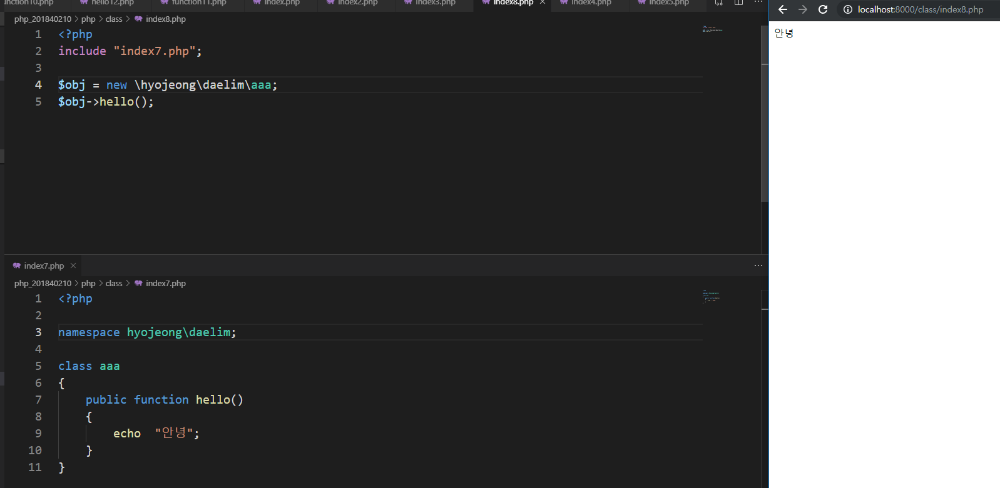 function10.php hello12.php function11.php index.php index2.php index3.php index8.php index4.php index5.php
php_201840210 > php > class > index8.php
1 <?php
2 include "index7.php";
3
4 $obj = new \hyojeong\daelim\aaa;
5 $obj->hello();
index7.php
php_201840210 > php > class > index7.php
1 <?php
2
3 namespace hyojeong\daelim;
4
5 class aaa
6 {
7 public function hello()
8 {
9 echo  "안녕";
10 }
11 }
localhost:8000/class/index8.php
안녕